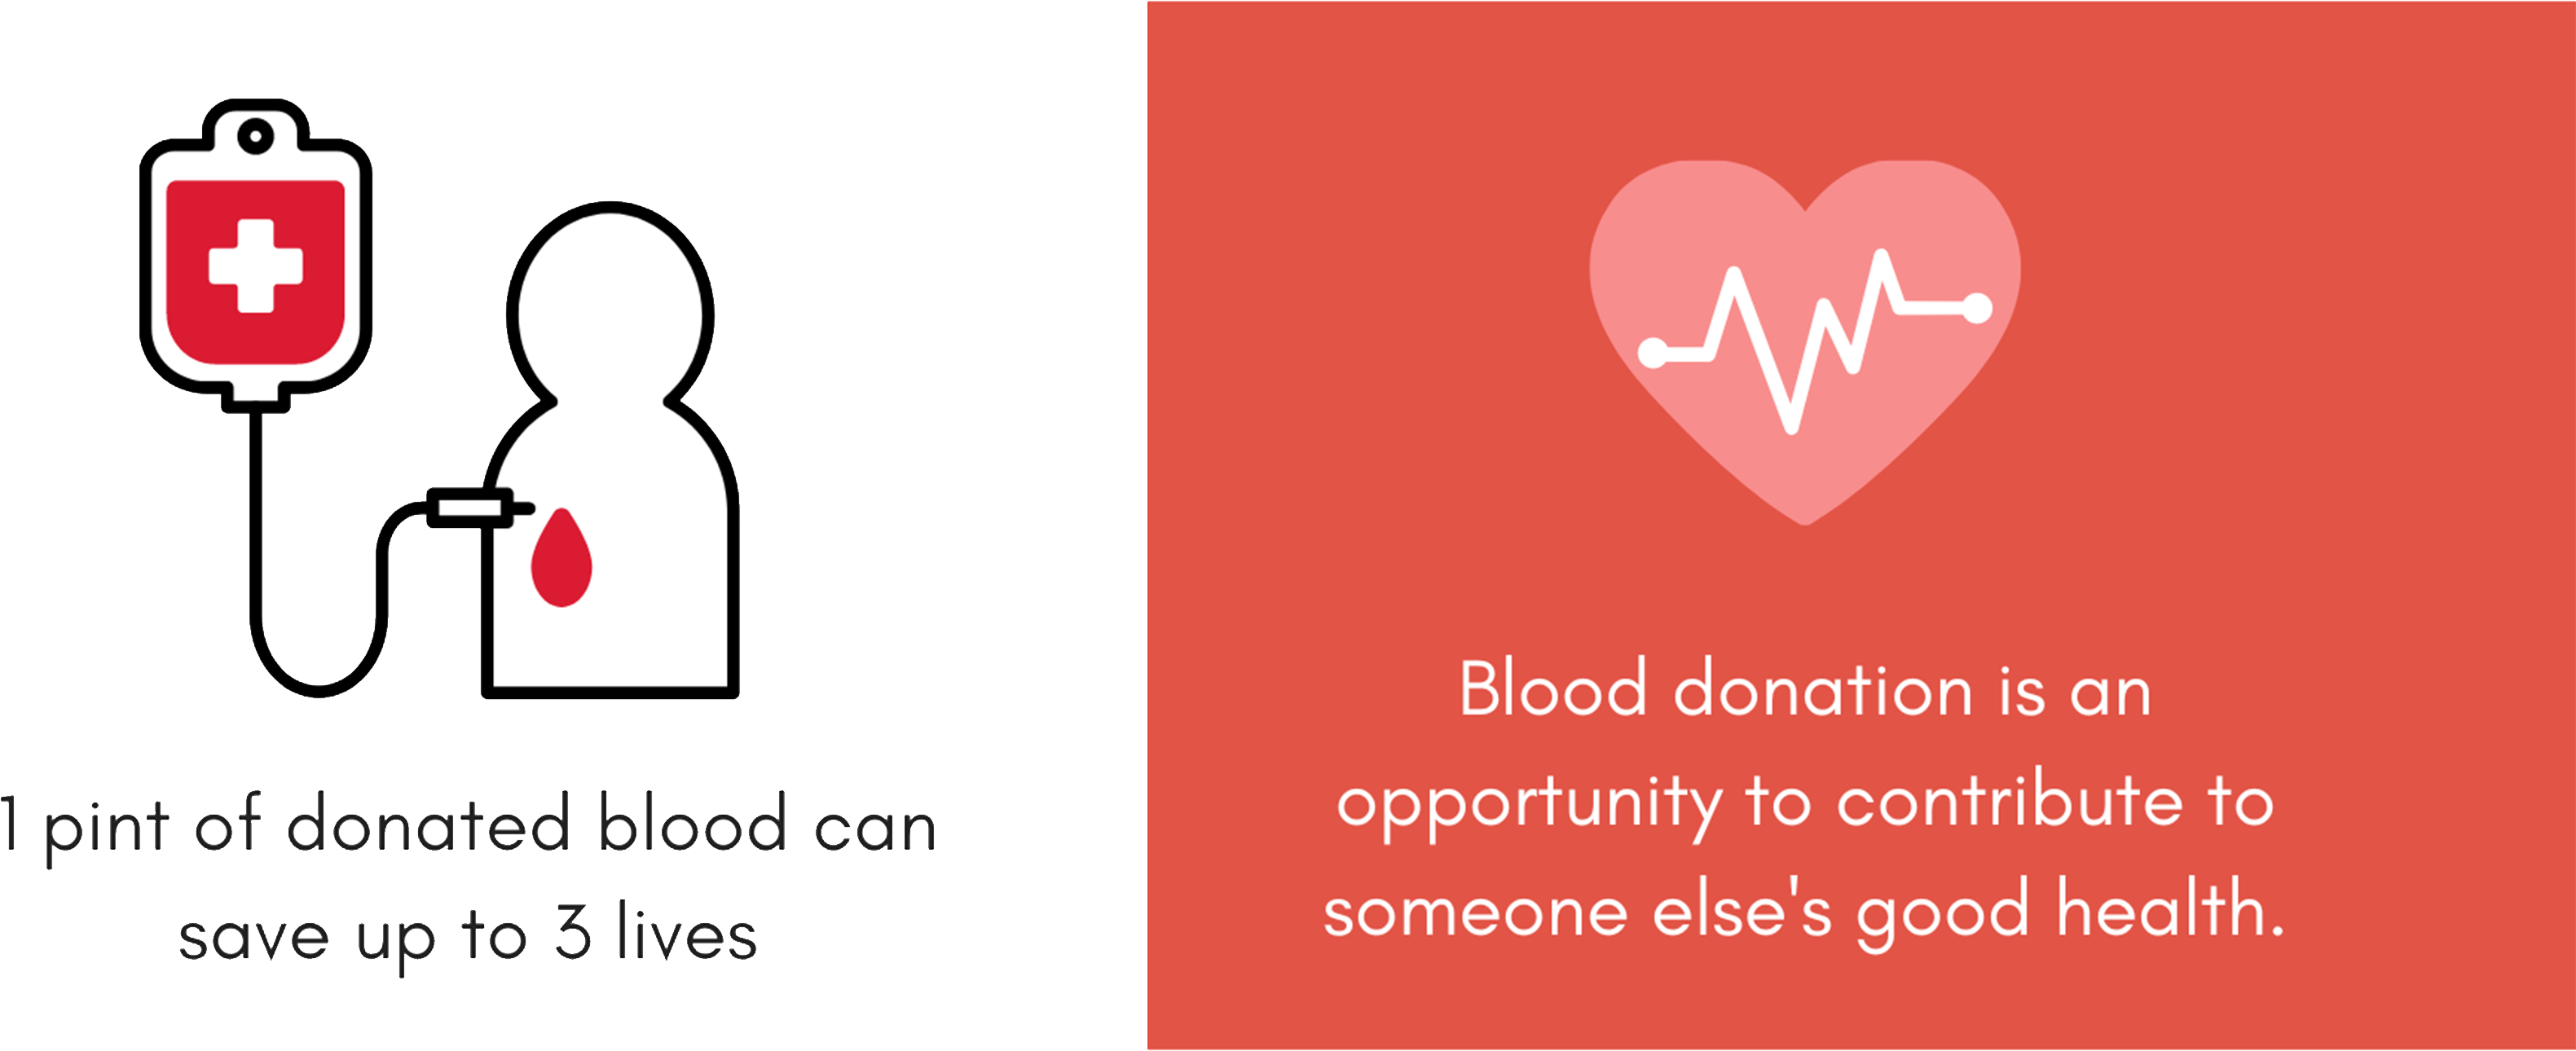 1 pint of donated blood can
save up to 3 lives
Blood donation is an
opportunity to contribute to
someone else's good health.